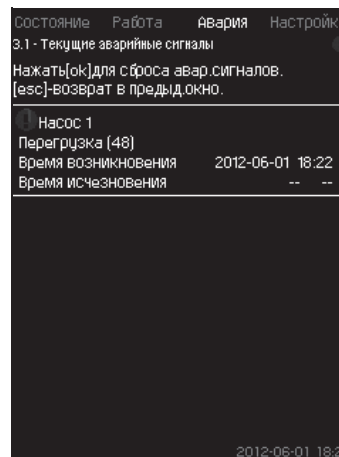 Состояние Работа Авария Настройк
3.1 - Текущие аварийные сигналы
Нажать[ok]для сброса авар.сигналов.
[esc]-возврат в предыд.окно.
Насос 1
Перегрузка (48)
Время возникновения 2012-06-01 18:22
Время исчезновения -- --
2012-06-01 18:2